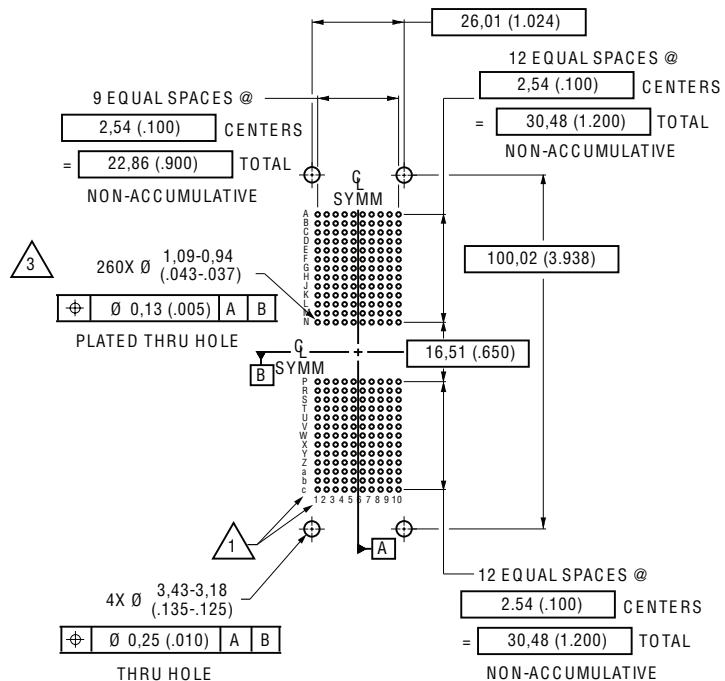 26,01 (1.024)
12 EQUAL SPACES @
2,54 (.100) CENTERS
= 30,48 (1.200) TOTAL
NON-ACCUMULATIVE
9 EQUAL SPACES @
2,54 (.100) CENTERS
= 22,86 (.900) TOTAL
NON-ACCUMULATIVE
CL
SYMM
A
B
C
D
E
F
G
H
J
K
L
M
N
3
260X Ø 1,09-0,94
(.043-.037)
⌖ Ø 0,13 (.005) A B
PLATED THRU HOLE
100,02 (3.938)
16,51 (.650)
CL
SYMM
B
P
R
S
T
U
V
W
X
Y
Z
a
b
c
1 2 3 4 5 6 7 8 9 10
1
A
4X Ø 3,43-3,18
(.135-.125)
⌖ Ø 0,25 (.010) A B
THRU HOLE
12 EQUAL SPACES @
2.54 (.100) CENTERS
= 30,48 (1.200) TOTAL
NON-ACCUMULATIVE